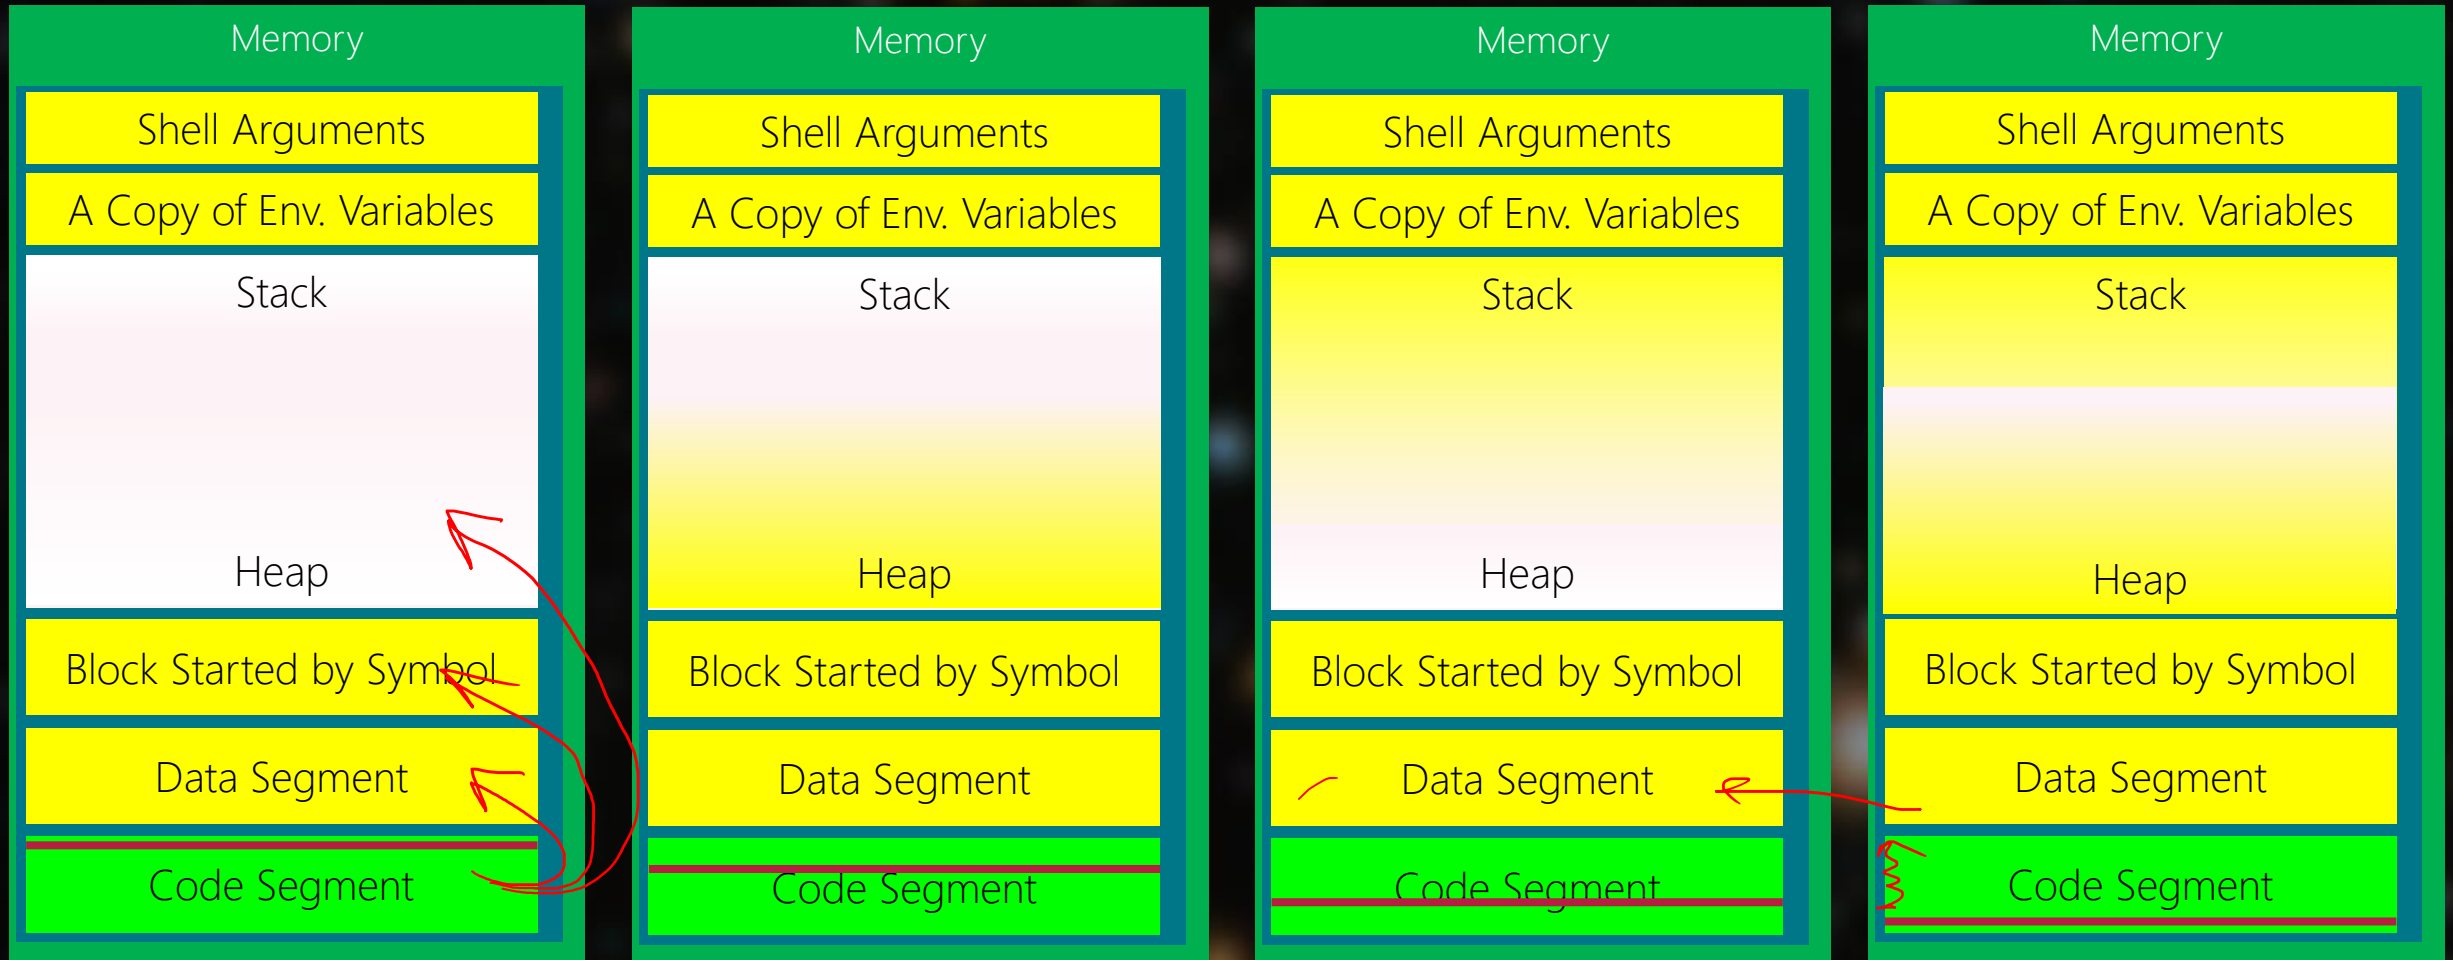 Memory
Shell Arguments
A Copy of Env. Variables
Stack
Heap
Block Started by Symbol
Data Segment
Code Segment
Memory
Shell Arguments
A Copy of Env. Variables
Stack
Heap
Block Started by Symbol
Data Segment
Code Segment
Memory
Shell Arguments
A Copy of Env. Variables
Stack
Heap
Block Started by Symbol
Data Segment
Code Segment
Memory
Shell Arguments
A Copy of Env. Variables
Stack
Heap
Block Started by Symbol
Data Segment
Code Segment